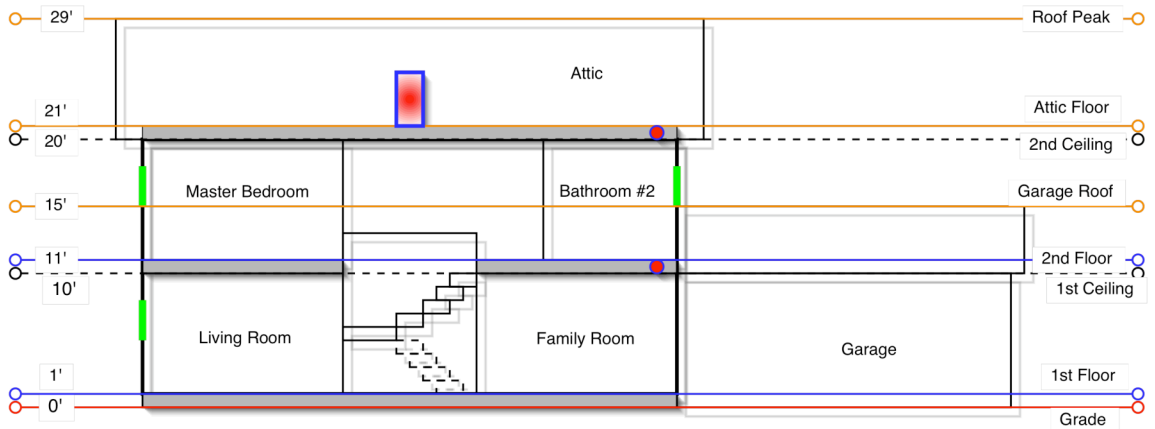 29'
Roof Peak
Attic
21'
Attic Floor
20'
2nd Ceiling
Master Bedroom
Bathroom #2
Garage Roof
15'
11'
2nd Floor
10'
1st Ceiling
Living Room
Family Room
Garage
1'
1st Floor
0'
Grade